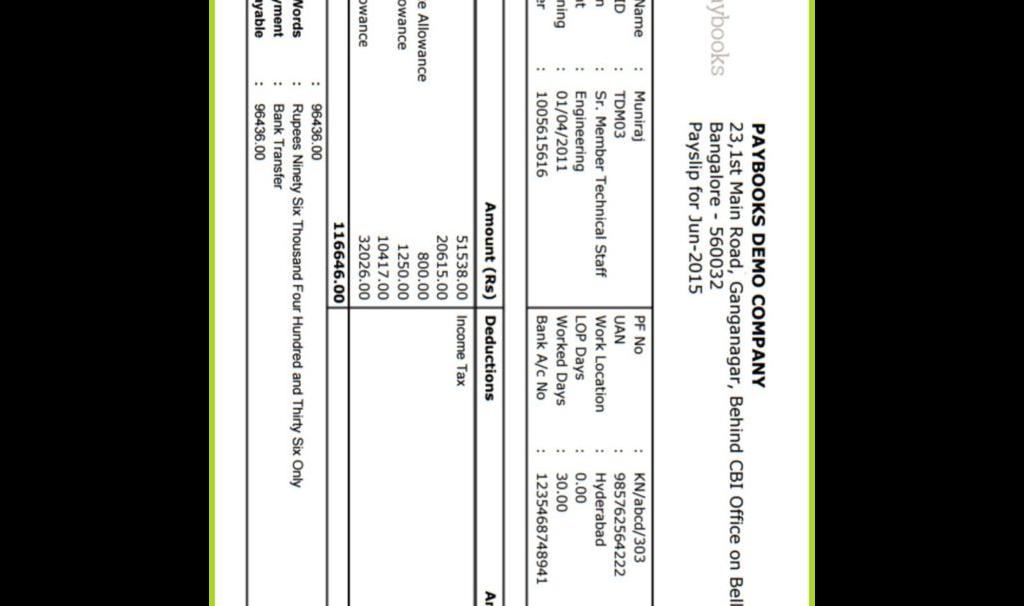 aybooks
PAYBOOKS DEMO COMPANY
23,1st Main Road, Ganganagar, Behind CBI Office on Bell
Bangalore - 560032
Payslip for Jun-2015
Name : Muniraj PF No : KN/abcd/303
ID : TDM03 UAN : 985762564222
n : Sr. Member Technical Staff Work Location : Hyderabad
nt : Engineering LOP Days : 0.00
ning : 01/04/2011 Worked Days : 30.00
er : 1005615616 Bank A/c No : 1235468748941
Amount (Rs) Deductions Ar
51538.00 Income Tax
20615.00
e Allowance 800.00
owance 1250.00
10417.00
owance 32026.00
116646.00
: 96436.00
Words : Rupees Ninety Six Thousand Four Hundred and Thirty Six Only
yment : Bank Transfer
ayable : 96436.00